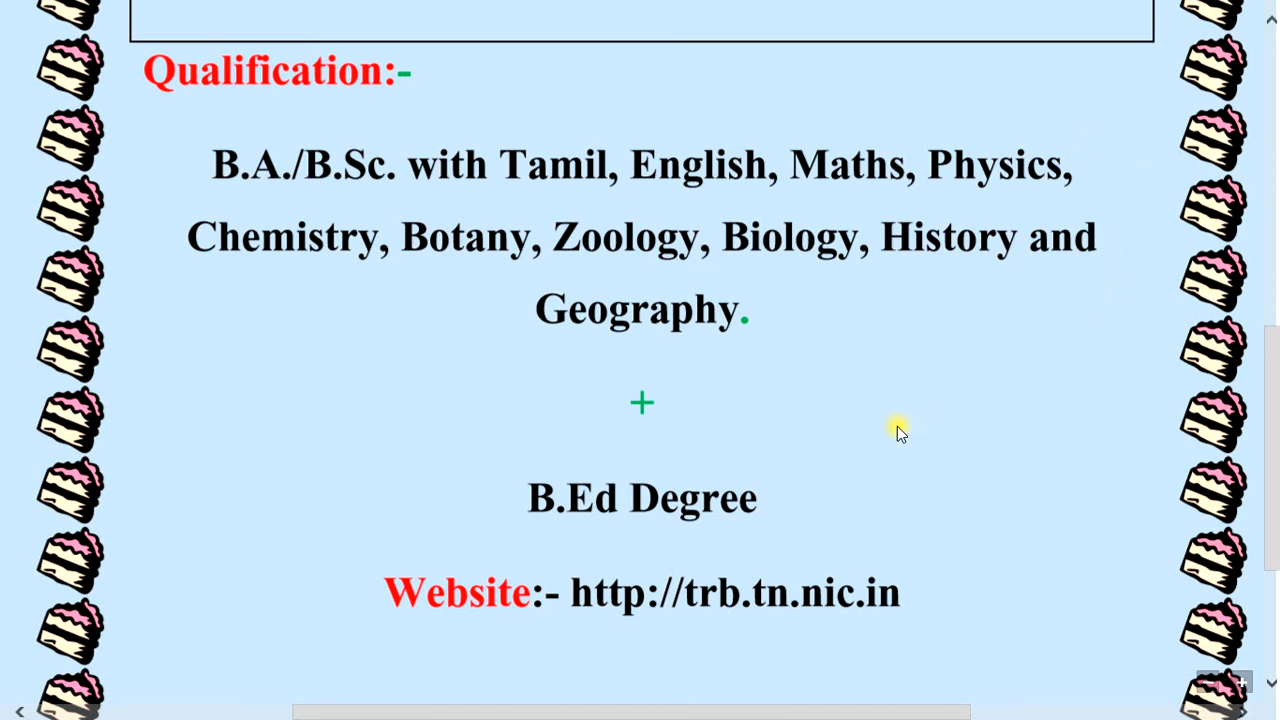 Qualification:-
B.A./B.Sc. with Tamil, English, Maths, Physics,
Chemistry, Botany, Zoology, Biology, History and
Geography.
+
B.Ed Degree
Website:- http://trb.tn.nic.in